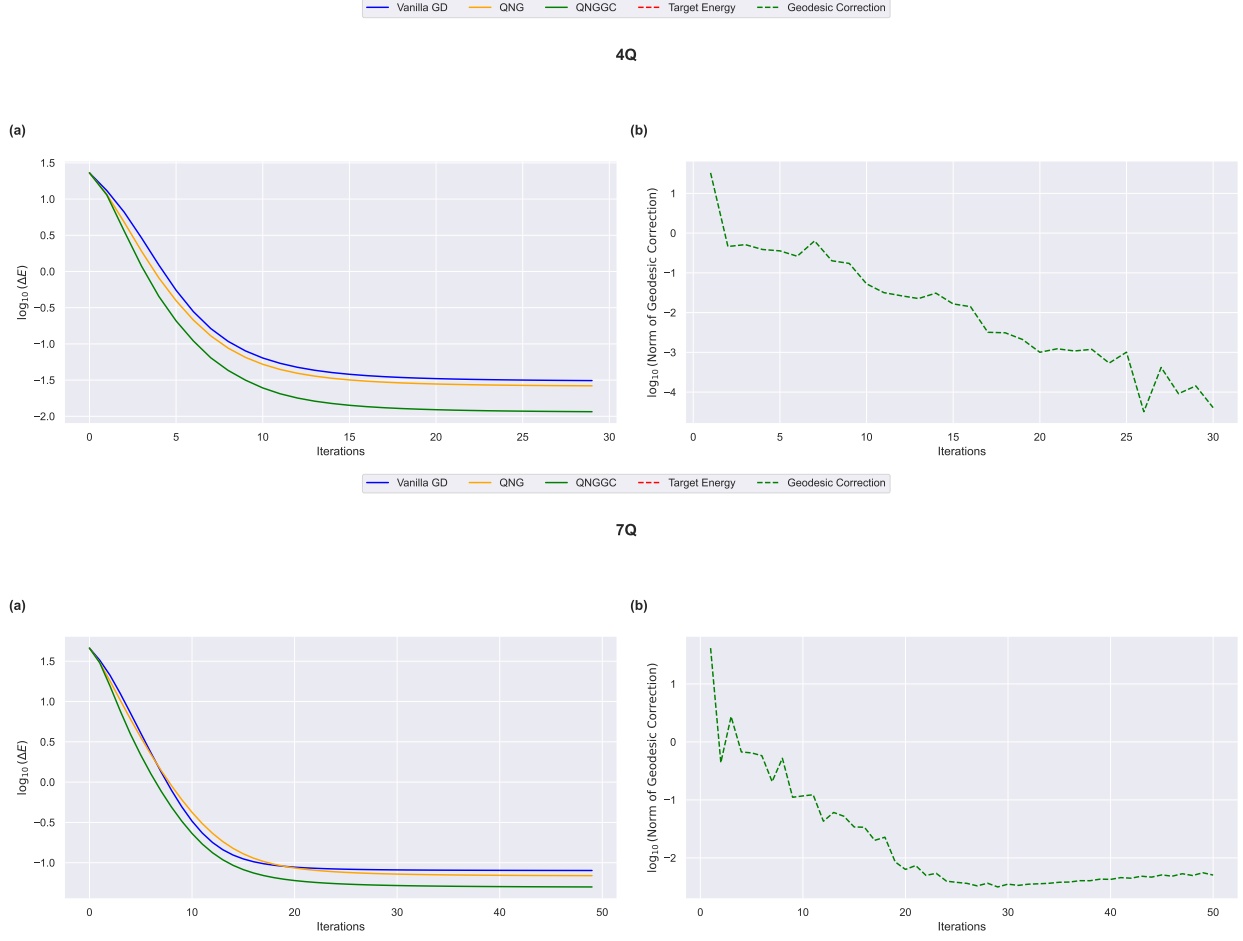 Vanilla GD QNG QNGGC Target Energy Geodesic Correction
4Q
(a)
(b)
1.5
1.0
0.5
0.0
−0.5
−1.0
−1.5
−2.0
log₁₀(ΔE)
0 5 10 15 20 25 30
Iterations
1
0
−1
−2
−3
−4
log₁₀(Norm of Geodesic Correction)
0 5 10 15 20 25 30
Iterations
Vanilla GD QNG QNGGC Target Energy Geodesic Correction
7Q
(a)
(b)
1.5
1.0
0.5
0.0
−0.5
−1.0
log₁₀(ΔE)
0 10 20 30 40 50
Iterations
1
0
−1
−2
log₁₀(Norm of Geodesic Correction)
0 10 20 30 40 50
Iterations